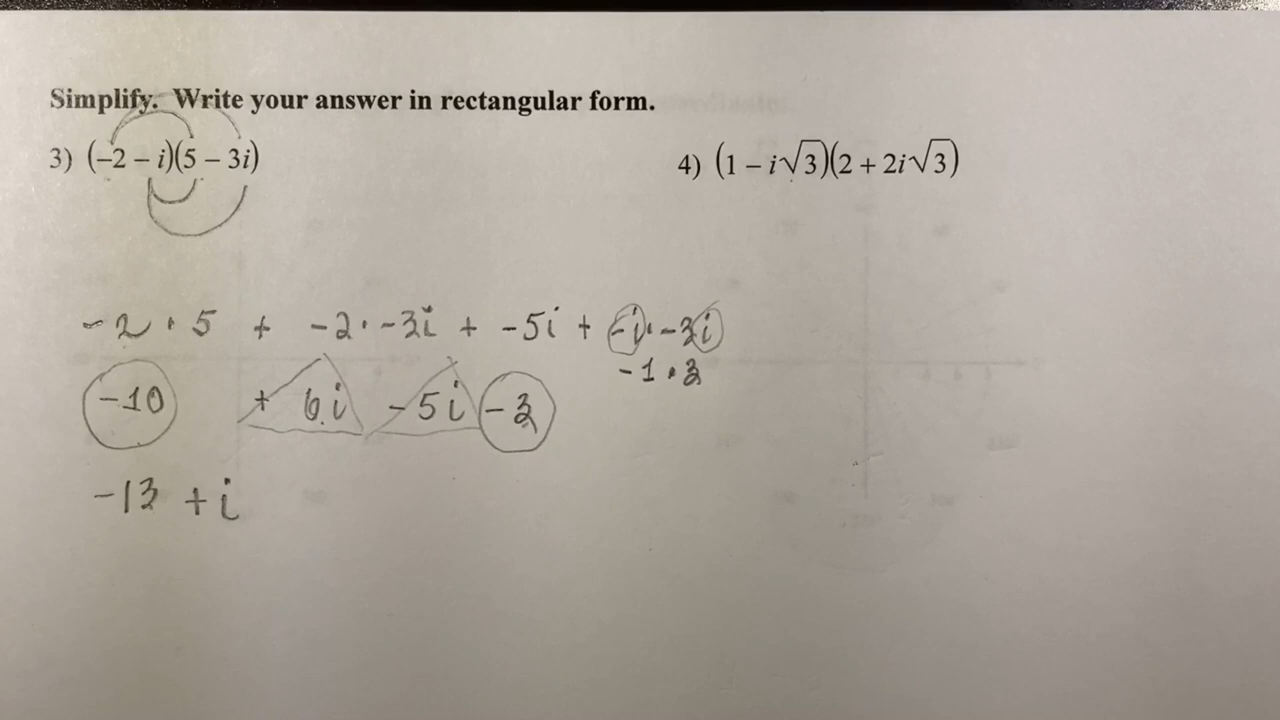 Simplify. Write your answer in rectangular form.
3) (−2 − i)(5 − 3i)
4) (1 − i√3)(2 + 2i√3)
-2 · 5 + -2 · -3i + -5i + -i · -3i
-1 · 3
-10 + 6i - 5i - 3
-13 + i